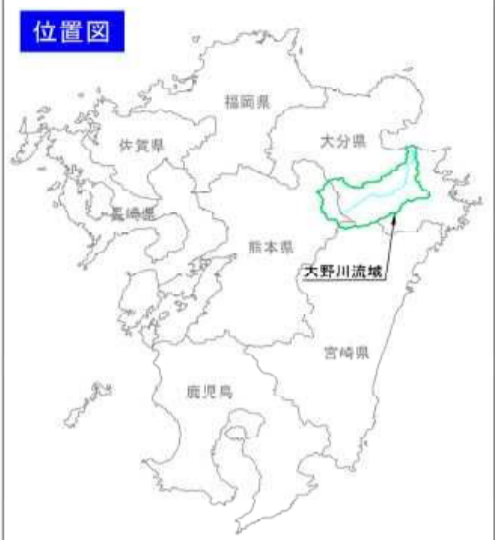 位置図
福岡県
佐賀県
大分県
長崎県
熊本県
大野川流域
宮崎県
鹿児島